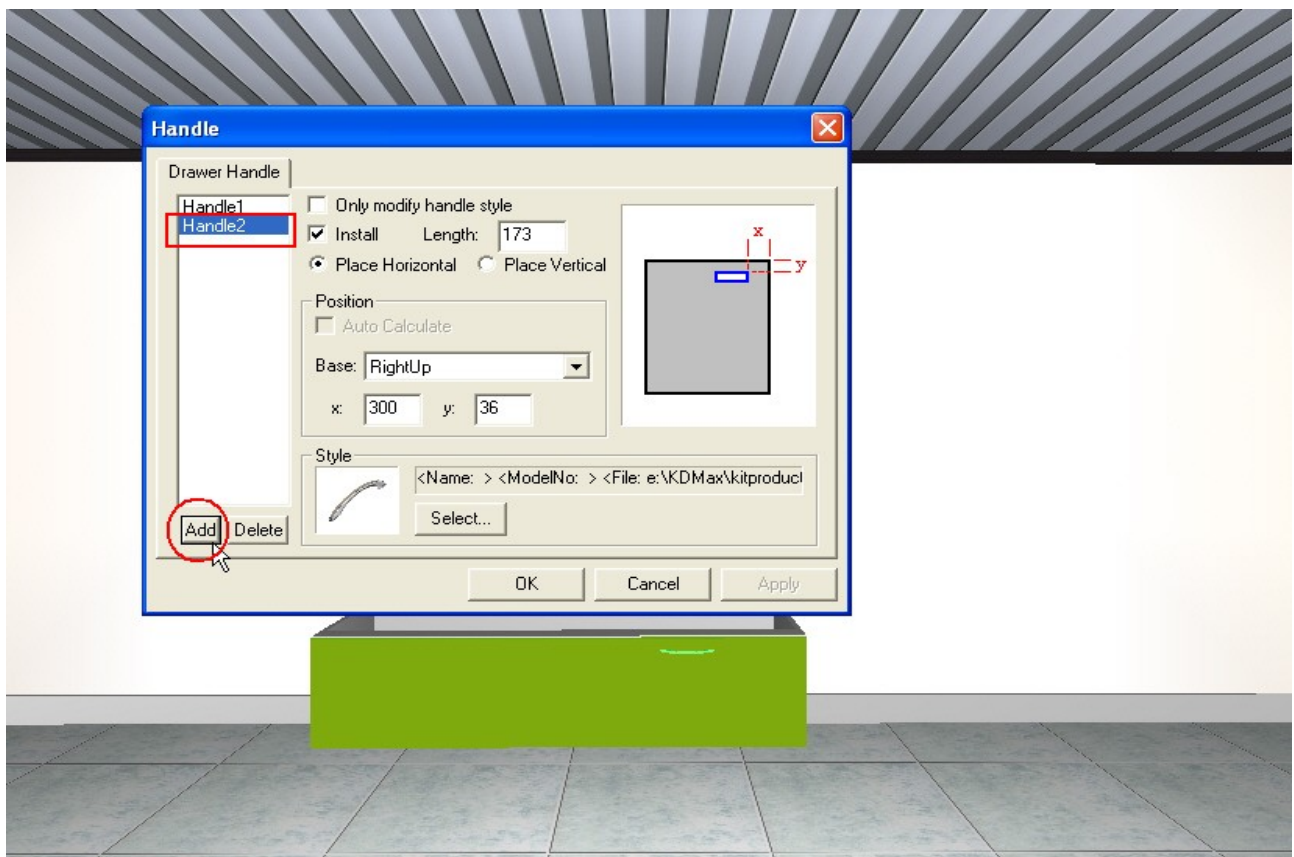 Handle
Drawer Handle
Handle1
Handle2
Only modify handle style
Install Length: 173
Place Horizontal Place Vertical
Position
Auto Calculate
Base: RightUp
x: 300 y: 36
x
y
Style
<Name: > <ModelNo: > <File: e:\KDMax\kitproduct
Select...
Add Delete
OK Cancel Apply